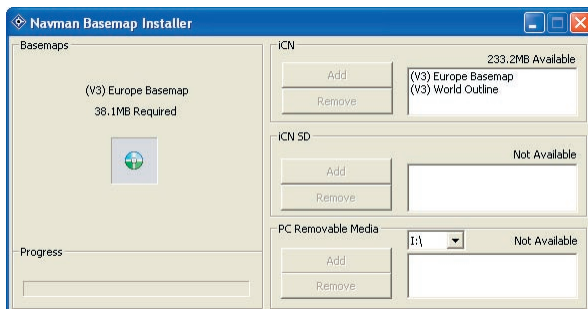 Navman Basemap Installer
Basemaps
(V3) Europe Basemap
38.1MB Required
Progress
iCN
233.2MB Available
Add
Remove
(V3) Europe Basemap
(V3) World Outline
iCN SD
Not Available
Add
Remove
PC Removable Media
I:\
Not Available
Add
Remove